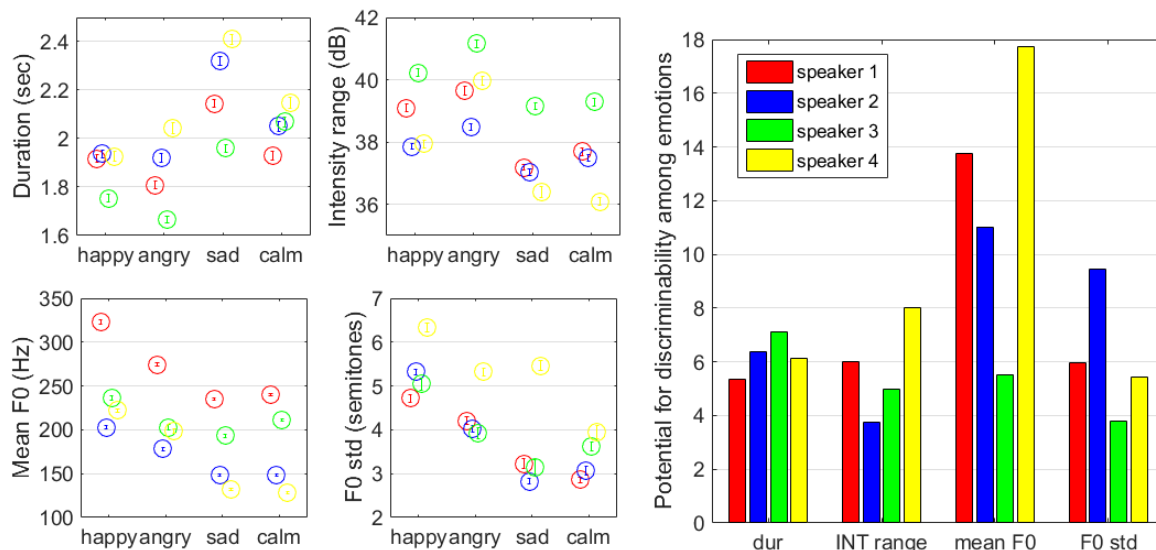 Duration (sec)
2.4
2.2
2
1.8
1.6
happy angry sad calm
Intensity range (dB)
42
40
38
36
happy angry sad calm
Mean F0 (Hz)
350
300
250
200
150
100
happy angry sad calm
F0 std (semitones)
7
6
5
4
3
2
happy angry sad calm
Potential for discriminability among emotions
18
16
14
12
10
8
6
4
2
0
speaker 1
speaker 2
speaker 3
speaker 4
dur INT range mean F0 F0 std